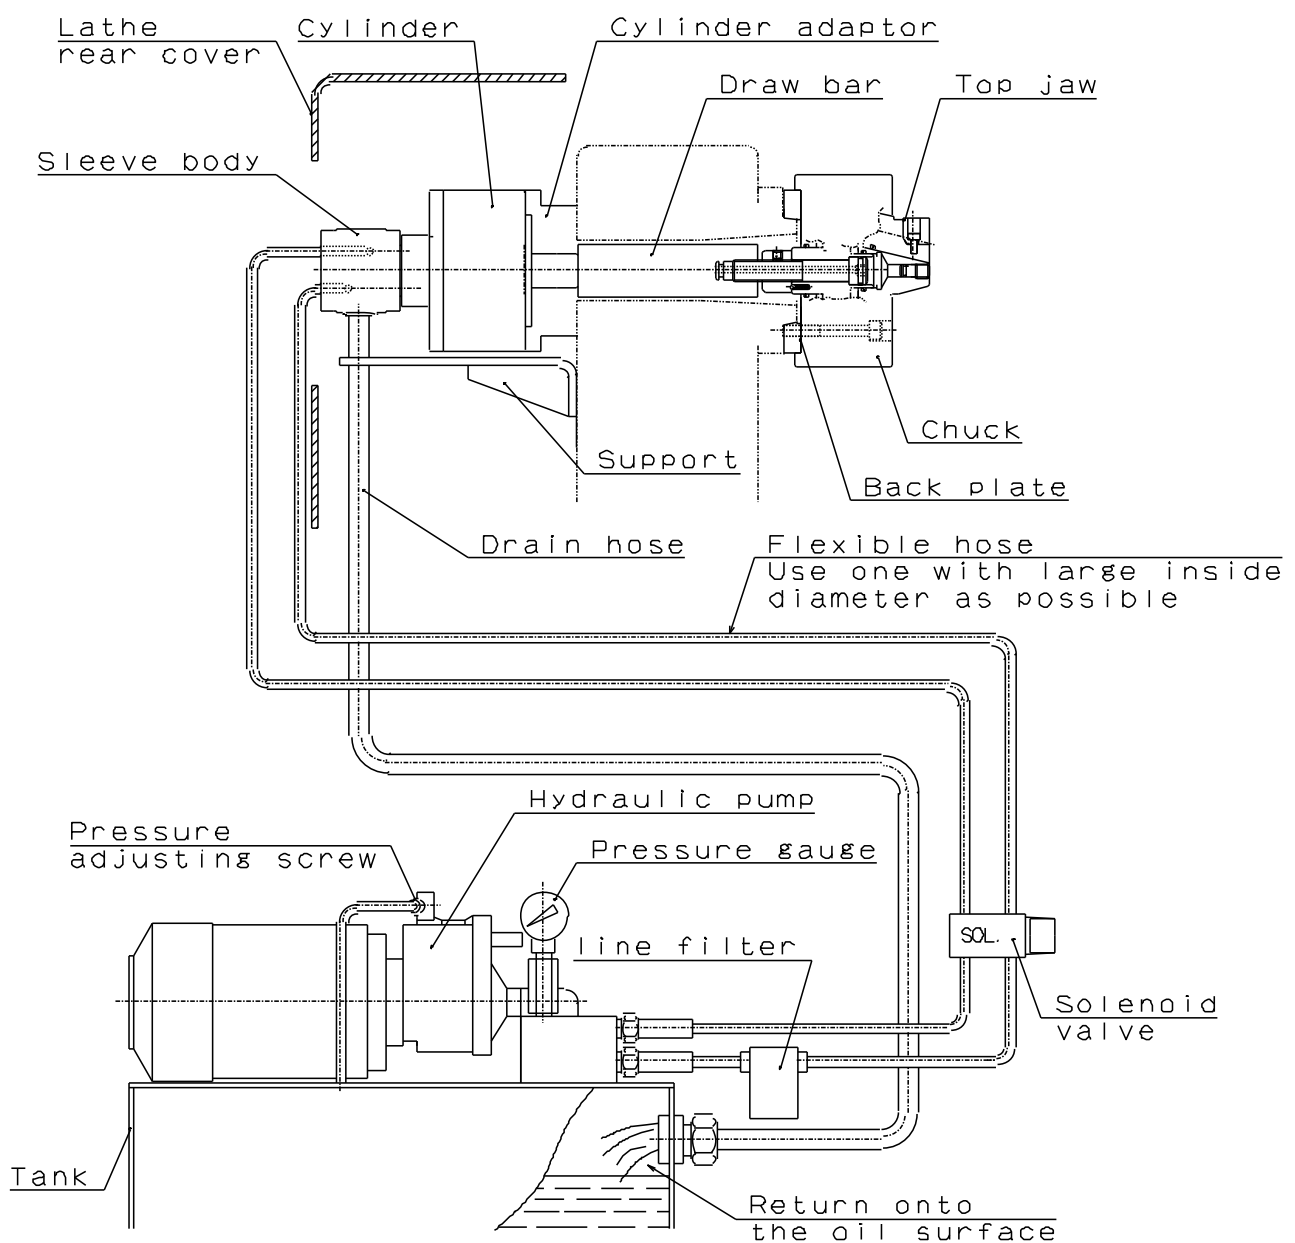 Lathe
rear cover
Cylinder
Cylinder adaptor
Draw bar
Top jaw
Sleeve body
Chuck
Support
Back plate
Drain hose
Flexible hose
Use one with large inside
diameter as possible
Hydraulic pump
Pressure
adjusting screw
Pressure gauge
line filter
SOL.
Solenoid
valve
Tank
Return onto
the oil surface